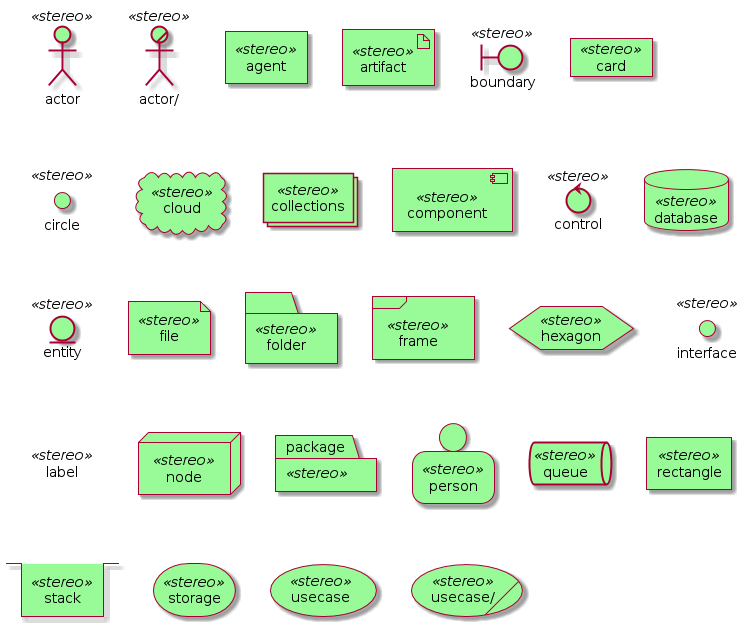 «stereo»
actor
«stereo»
actor/
«stereo»
agent
«stereo»
artifact
«stereo»
boundary
«stereo»
card
«stereo»
circle
«stereo»
cloud
«stereo»
collections
«stereo»
component
«stereo»
control
«stereo»
database
«stereo»
entity
«stereo»
file
«stereo»
folder
«stereo»
frame
«stereo»
hexagon
«stereo»
interface
«stereo»
label
«stereo»
node
package
«stereo»
«stereo»
person
«stereo»
queue
«stereo»
rectangle
«stereo»
stack
«stereo»
storage
«stereo»
usecase
«stereo»
usecase/